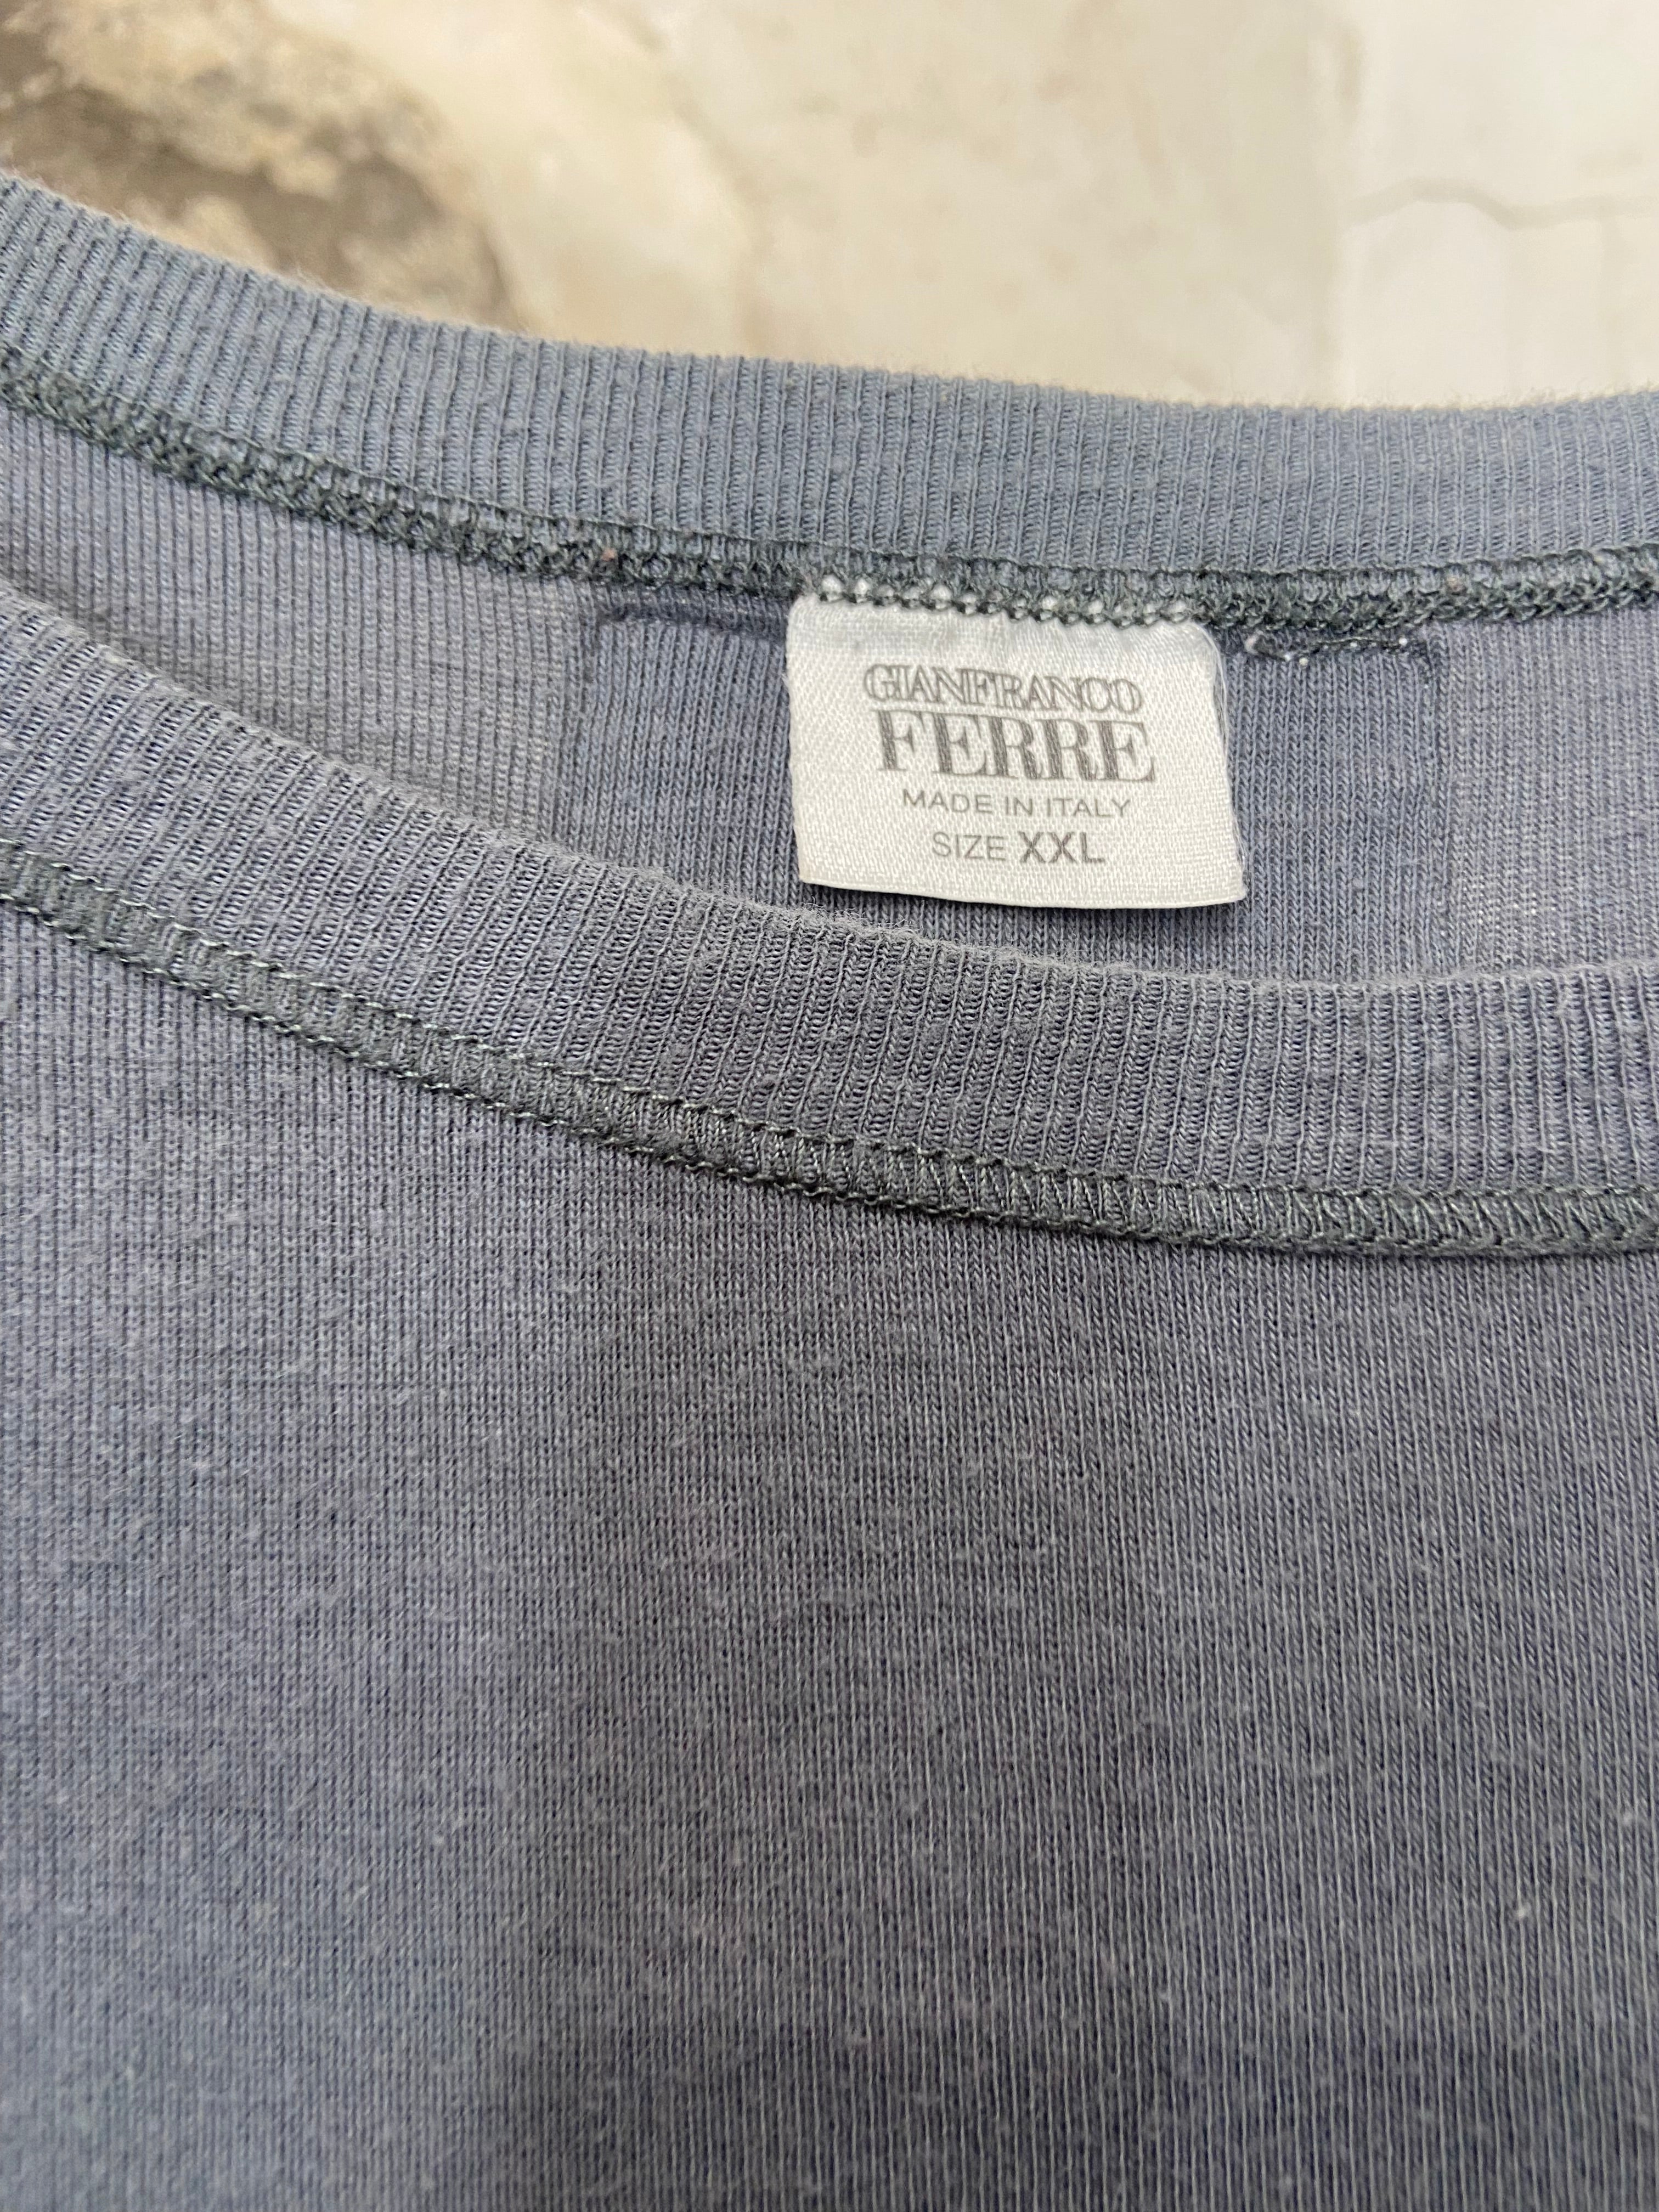 GIANFRANCO
FERRE
MADE IN ITALY
SIZE XXL